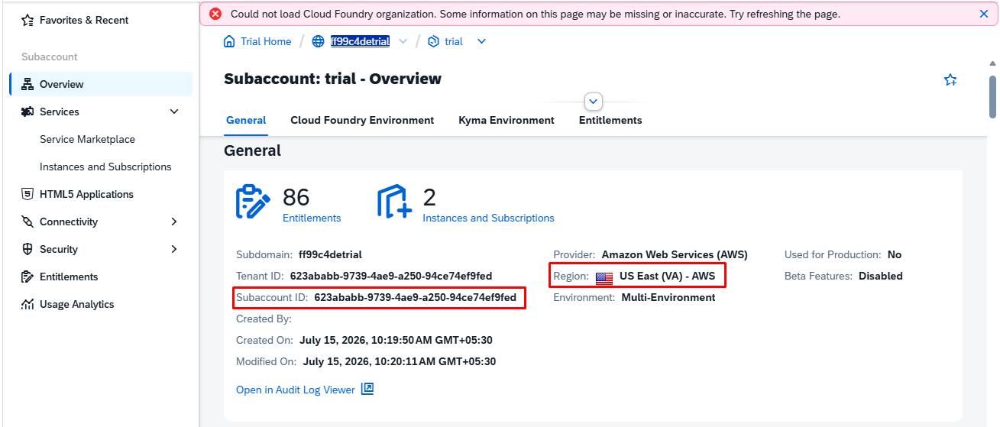 Could not load Cloud Foundry organization. Some information on this page may be missing or inaccurate. Try refreshing the page.
Favorites & Recent
Subaccount
Overview
Services
Service Marketplace
Instances and Subscriptions
HTML5 Applications
Connectivity
Security
Entitlements
Usage Analytics
Trial Home / ff99c4detrial / trial
Subaccount: trial - Overview
General Cloud Foundry Environment Kyma Environment Entitlements
General
86 Entitlements
2 Instances and Subscriptions
Subdomain: ff99c4detrial
Tenant ID: 623ababb-9739-4ae9-a250-94ce74ef9fed
Subaccount ID: 623ababb-9739-4ae9-a250-94ce74ef9fed
Created By:
Created On: July 15, 2026, 10:19:50 AM GMT+05:30
Modified On: July 15, 2026, 10:20:11 AM GMT+05:30
Provider: Amazon Web Services (AWS)
Region: US East (VA) - AWS
Environment: Multi-Environment
Used for Production: No
Beta Features: Disabled
Open in Audit Log Viewer